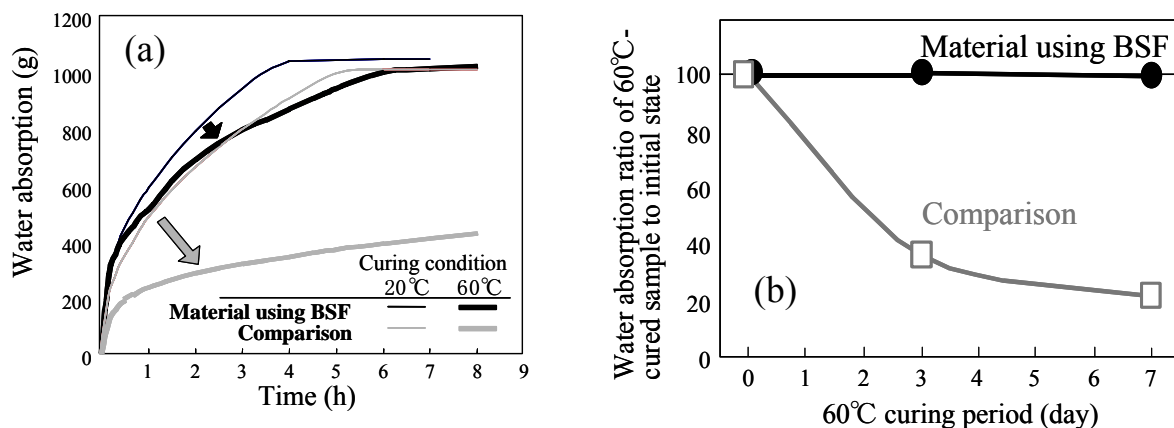 1200
1000
800
600
400
200
0
Water absorption (g)
(a)
Curing condition
20℃ 60℃
Material using BSF
Comparison
1 2 3 4 5 6 7 8 9
Time (h)
Water absorption ratio of 60℃-
cured sample to initial state
100
80
60
40
20
0
Material using BSF
Comparison
(b)
0 1 2 3 4 5 6 7
60℃ curing period (day)